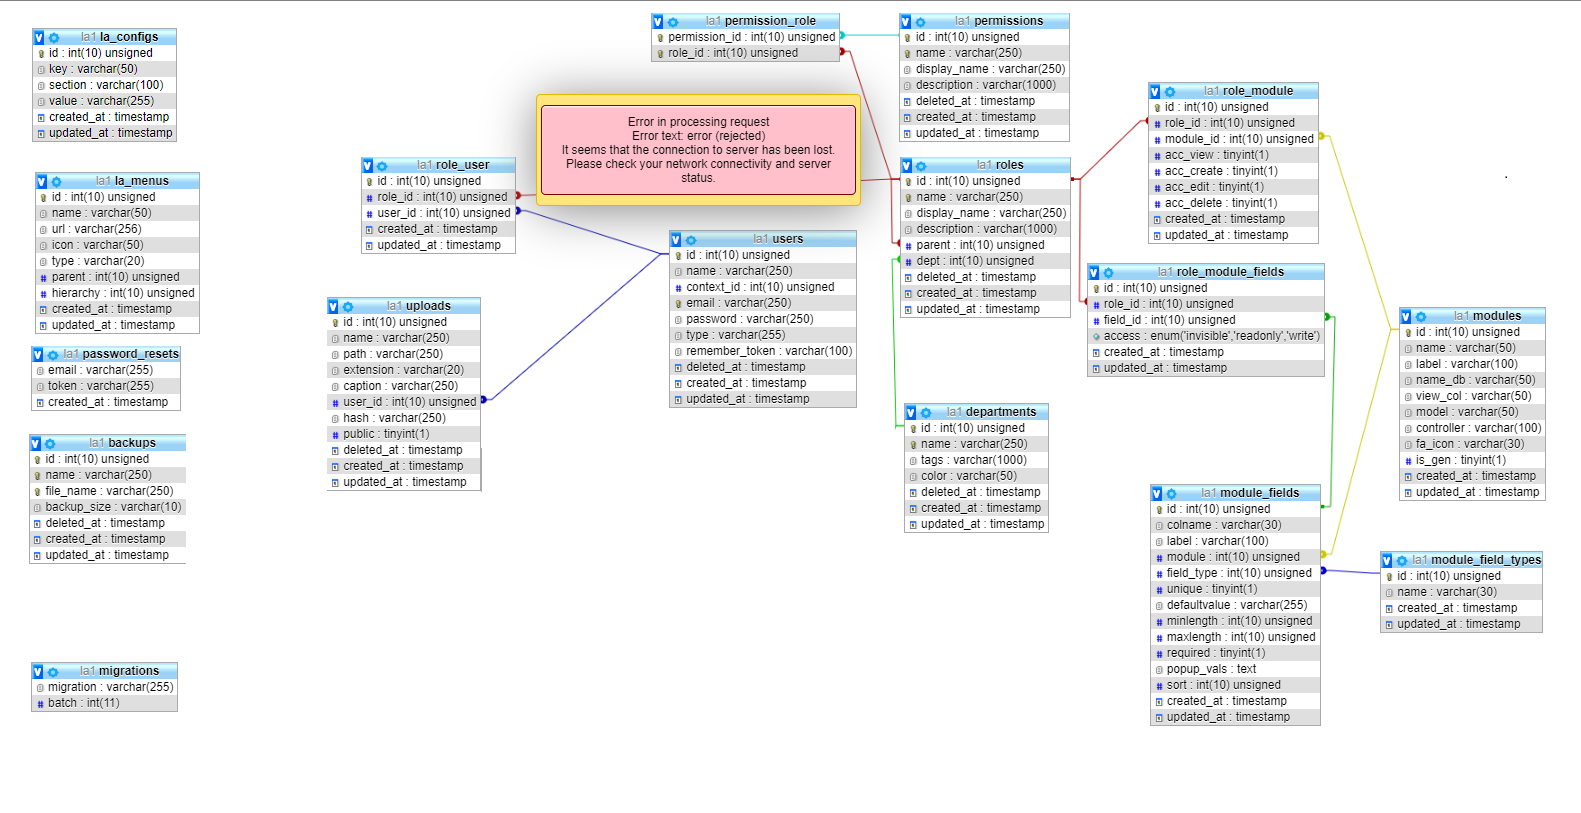 la1 la_configs
id : int(10) unsigned
key : varchar(50)
section : varchar(100)
value : varchar(255)
created_at : timestamp
updated_at : timestamp
la1 la_menus
id : int(10) unsigned
name : varchar(50)
url : varchar(256)
icon : varchar(50)
type : varchar(20)
parent : int(10) unsigned
hierarchy : int(10) unsigned
created_at : timestamp
updated_at : timestamp
la1 password_resets
email : varchar(255)
token : varchar(255)
created_at : timestamp
la1 backups
id : int(10) unsigned
name : varchar(250)
file_name : varchar(250)
backup_size : varchar(10)
deleted_at : timestamp
created_at : timestamp
updated_at : timestamp
la1 migrations
migration : varchar(255)
batch : int(11)
la1 role_user
id : int(10) unsigned
role_id : int(10) unsigned
user_id : int(10) unsigned
created_at : timestamp
updated_at : timestamp
la1 uploads
id : int(10) unsigned
name : varchar(250)
path : varchar(250)
extension : varchar(20)
caption : varchar(250)
user_id : int(10) unsigned
hash : varchar(250)
public : tinyint(1)
deleted_at : timestamp
created_at : timestamp
updated_at : timestamp
la1 permission_role
permission_id : int(10) unsigned
role_id : int(10) unsigned
Error in processing request
Error text: error (rejected)
It seems that the connection to server has been lost.
Please check your network connectivity and server
status.
la1 users
id : int(10) unsigned
name : varchar(250)
context_id : int(10) unsigned
email : varchar(250)
password : varchar(250)
type : varchar(255)
remember_token : varchar(100)
deleted_at : timestamp
created_at : timestamp
updated_at : timestamp
la1 permissions
id : int(10) unsigned
name : varchar(250)
display_name : varchar(250)
description : varchar(1000)
deleted_at : timestamp
created_at : timestamp
updated_at : timestamp
la1 roles
id : int(10) unsigned
name : varchar(250)
display_name : varchar(250)
description : varchar(1000)
parent : int(10) unsigned
dept : int(10) unsigned
deleted_at : timestamp
created_at : timestamp
updated_at : timestamp
la1 departments
id : int(10) unsigned
name : varchar(250)
tags : varchar(1000)
color : varchar(50)
deleted_at : timestamp
created_at : timestamp
updated_at : timestamp
la1 role_module
id : int(10) unsigned
role_id : int(10) unsigned
module_id : int(10) unsigned
acc_view : tinyint(1)
acc_create : tinyint(1)
acc_edit : tinyint(1)
acc_delete : tinyint(1)
created_at : timestamp
updated_at : timestamp
la1 role_module_fields
id : int(10) unsigned
role_id : int(10) unsigned
field_id : int(10) unsigned
access : enum('invisible','readonly','write')
created_at : timestamp
updated_at : timestamp
la1 module_fields
id : int(10) unsigned
colname : varchar(30)
label : varchar(100)
module : int(10) unsigned
field_type : int(10) unsigned
unique : tinyint(1)
defaultvalue : varchar(255)
minlength : int(10) unsigned
maxlength : int(10) unsigned
required : tinyint(1)
popup_vals : text
sort : int(10) unsigned
created_at : timestamp
updated_at : timestamp
la1 modules
id : int(10) unsigned
name : varchar(50)
label : varchar(100)
name_db : varchar(50)
view_col : varchar(50)
model : varchar(50)
controller : varchar(100)
fa_icon : varchar(30)
is_gen : tinyint(1)
created_at : timestamp
updated_at : timestamp
la1 module_field_types
id : int(10) unsigned
name : varchar(30)
created_at : timestamp
updated_at : timestamp